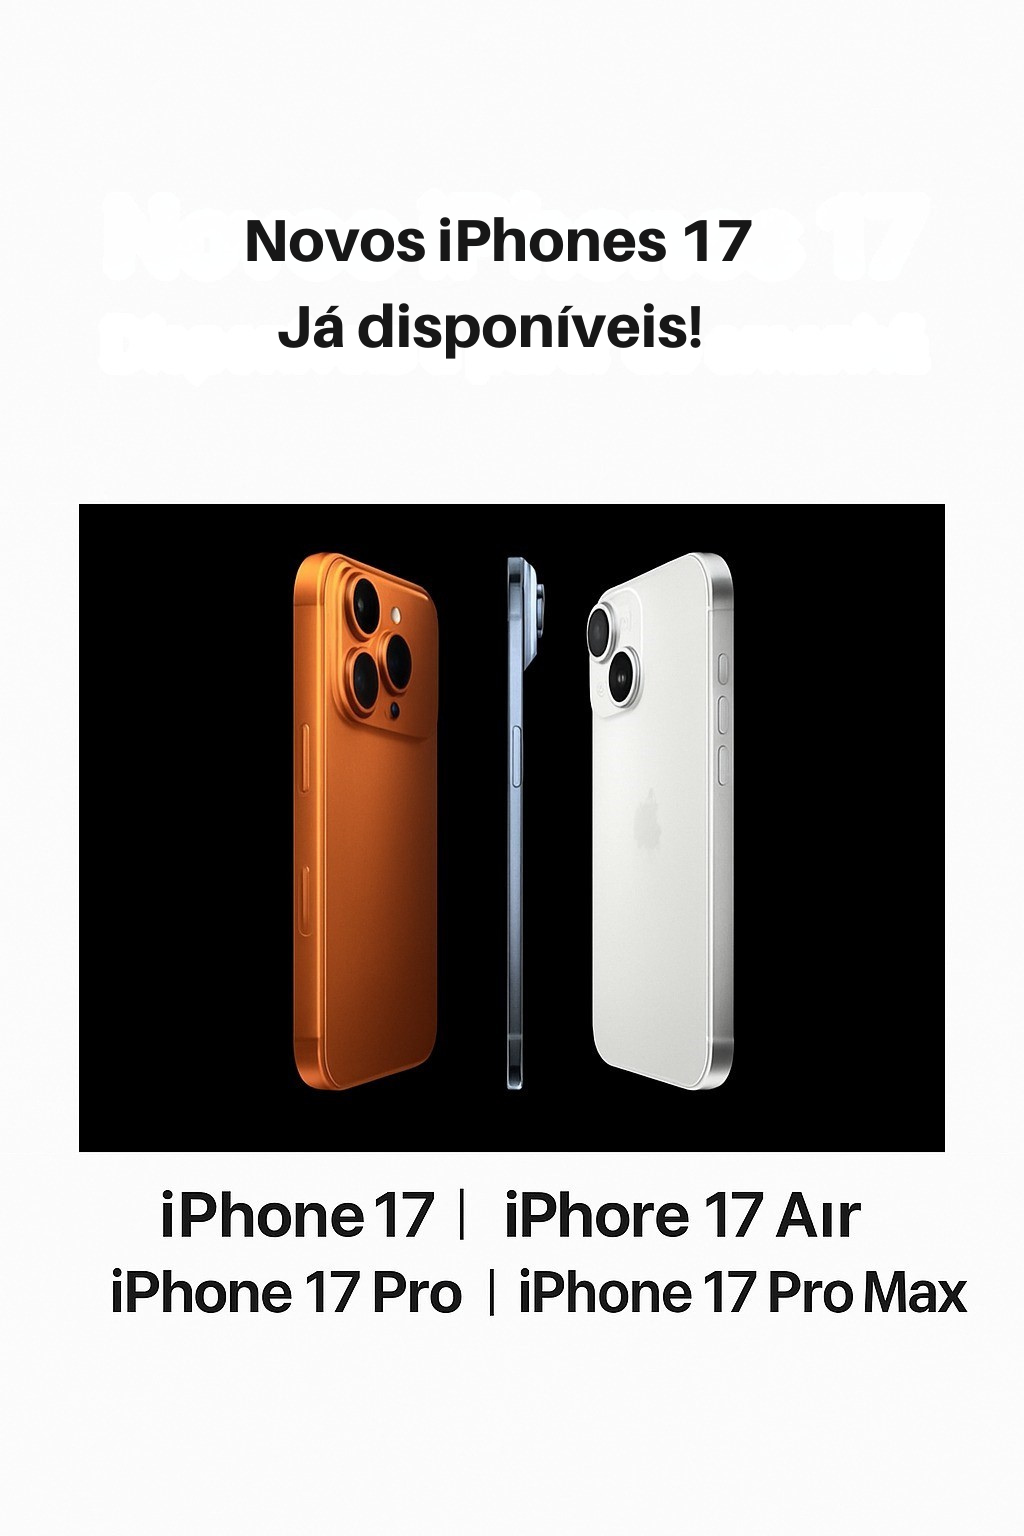 Novos iPhones 17
Já disponíveis!
iPhone 17 | iPhore 17 Aır
iPhone 17 Pro | iPhone 17 Pro Max